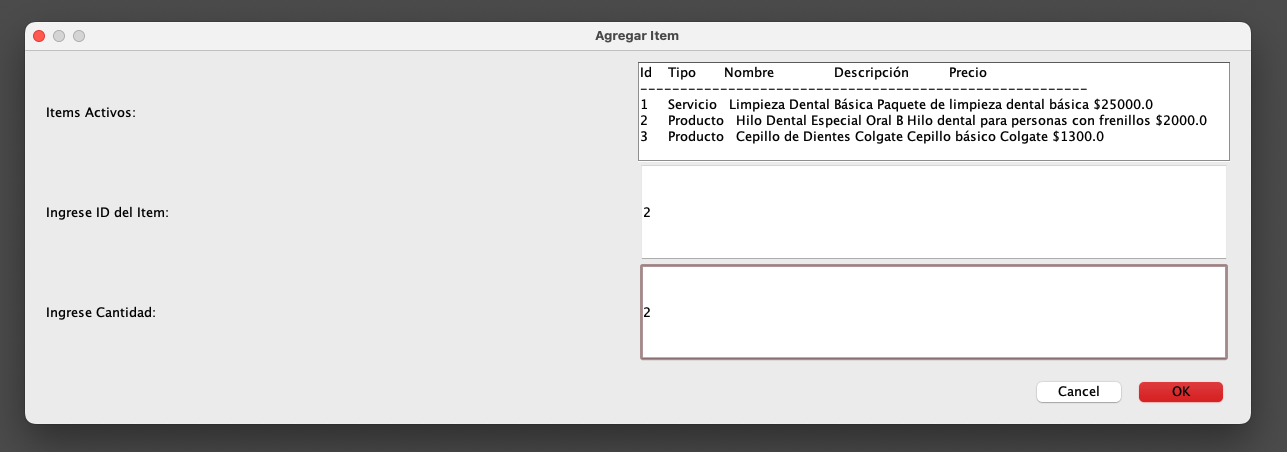 Agregar Item
Items Activos:
Id Tipo Nombre Descripción Precio
--------------------------------------------------------
1 Servicio Limpieza Dental Básica Paquete de limpieza dental básica $25000.0
2 Producto Hilo Dental Especial Oral B Hilo dental para personas con frenillos $2000.0
3 Producto Cepillo de Dientes Colgate Cepillo básico Colgate $1300.0
Ingrese ID del Item:
2
Ingrese Cantidad:
2
Cancel
OK